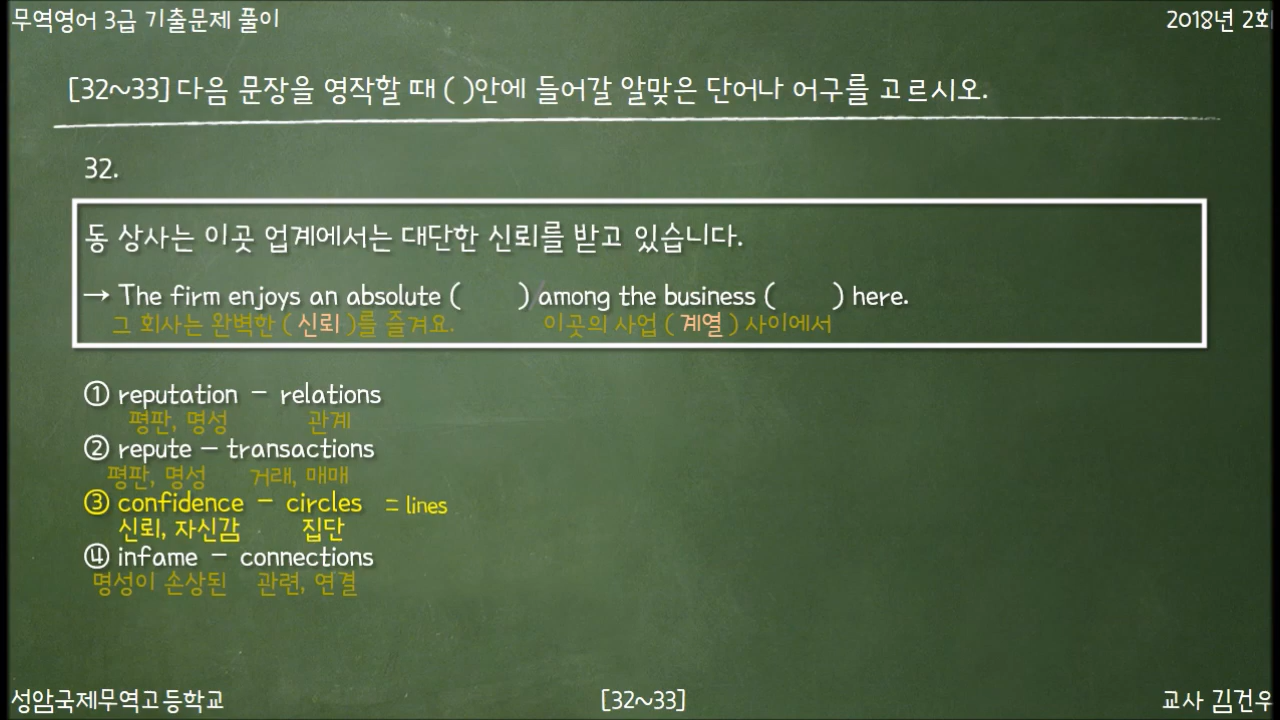 무역영어 3급 기출문제 풀이
2018년 2회
[32~33] 다음 문장을 영작할 때 ( )안에 들어갈 알맞은 단어나 어구를 고르시오.
32.
동 상사는 이곳 업계에서는 대단한 신뢰를 받고 있습니다.
→ The firm enjoys an absolute ( ) among the business ( ) here.
그 회사는 완벽한 ( 신뢰 )를 즐겨요. 이곳의 사업 ( 계열 ) 사이에서
① reputation – relations
평판, 명성 관계
② repute – transactions
평판, 명성 거래, 매매
③ confidence – circles = lines
신뢰, 자신감 집단
④ infame – connections
명성이 손상된 관련, 연결
성암국제무역고등학교
[32~33]
교사 김건우